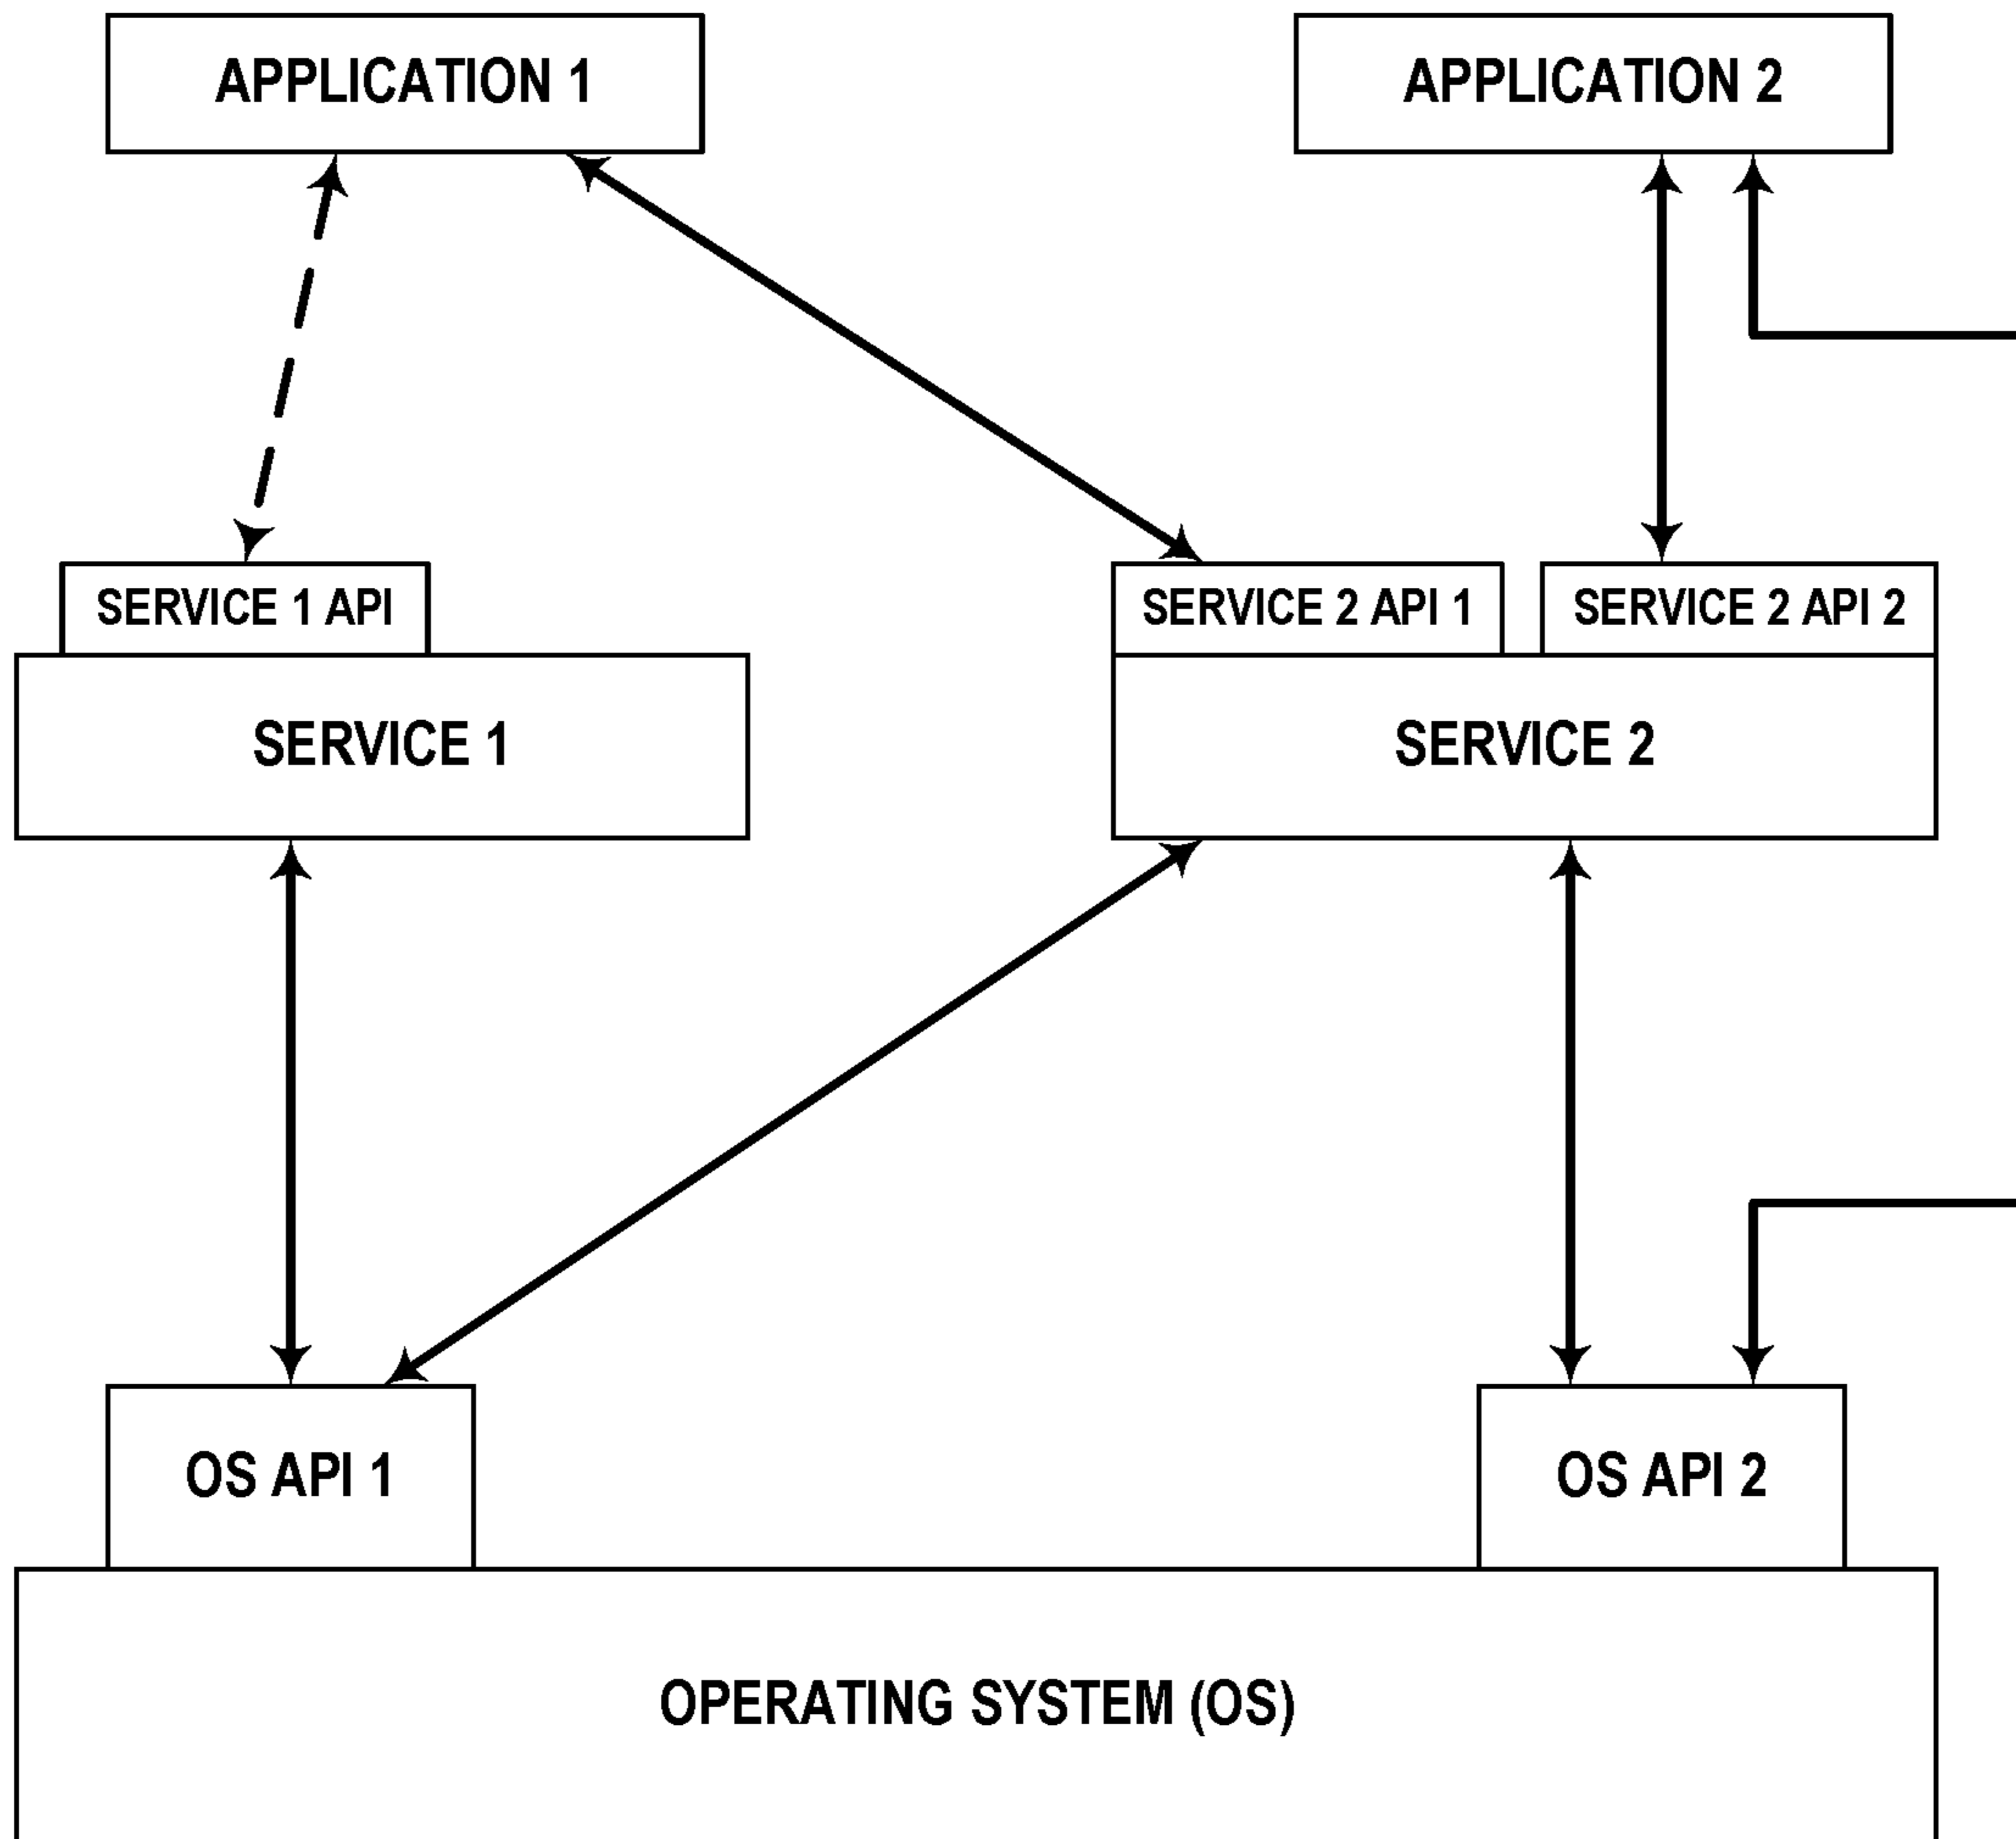 APPLICATION 1
APPLICATION 2
SERVICE 1 API
SERVICE 2 API 1
SERVICE 2 API 2
SERVICE 1
SERVICE 2
OS API 1
OS API 2
OPERATING SYSTEM (OS)